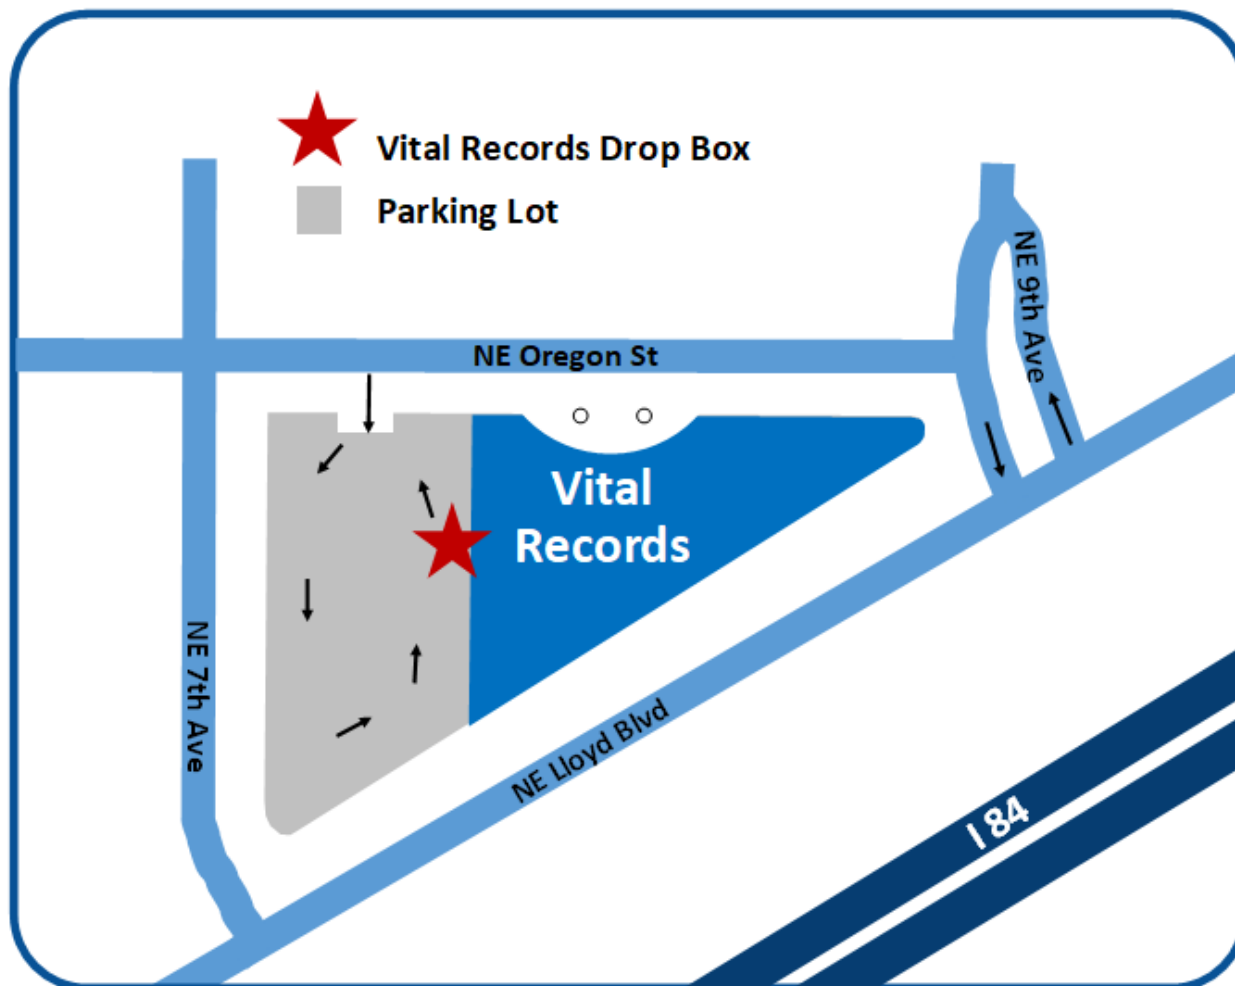 Vital Records Drop Box
Parking Lot
NE 9th Ave
NE Oregon St
Vital
Records
NE 7th Ave
NE Lloyd Blvd
I 84